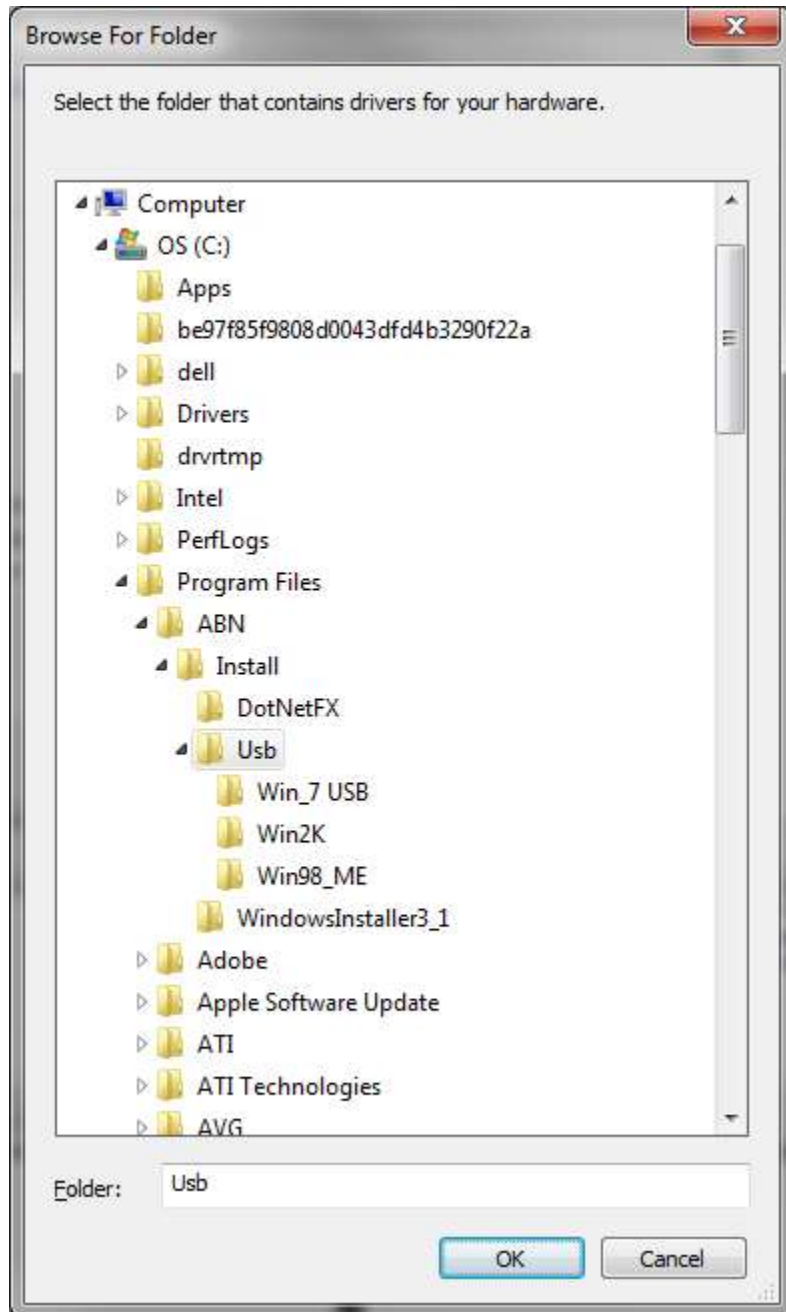 Browse For Folder
Select the folder that contains drivers for your hardware.
Computer
OS (C:)
Apps
be97f85f9808d0043dfd4b3290f22a
dell
Drivers
drvrtmp
Intel
PerfLogs
Program Files
ABN
Install
DotNetFX
Usb
Win_7 USB
Win2K
Win98_ME
WindowsInstaller3_1
Adobe
Apple Software Update
ATI
ATI Technologies
AVG
Folder: Usb
OK Cancel